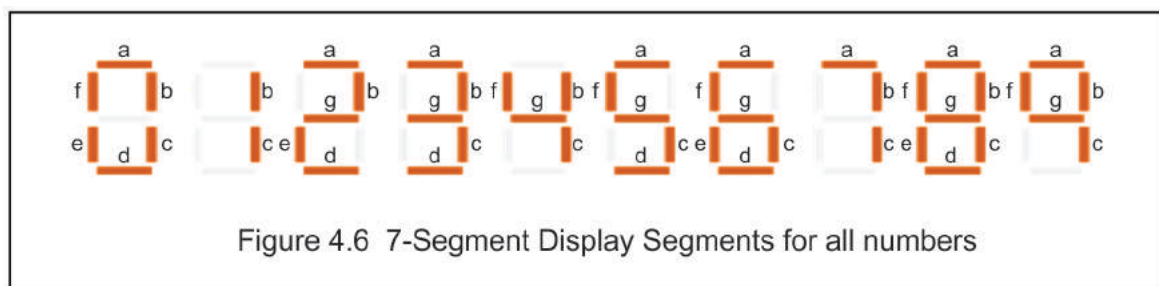 a a a a a a a a
f b b b b f b f f b f b f b
g g g g g g g
e c c e c c c e c c e c c
d d d d d d
Figure 4.6 7-Segment Display Segments for all numbers